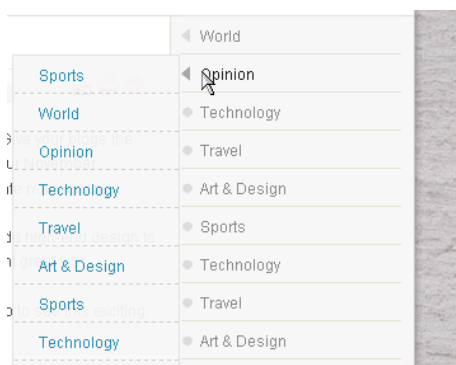 World
Opinion
Technology
Travel
Art & Design
Sports
Technology
Travel
Art & Design
Sports
World
Opinion
Technology
Travel
Art & Design
Sports
Technology